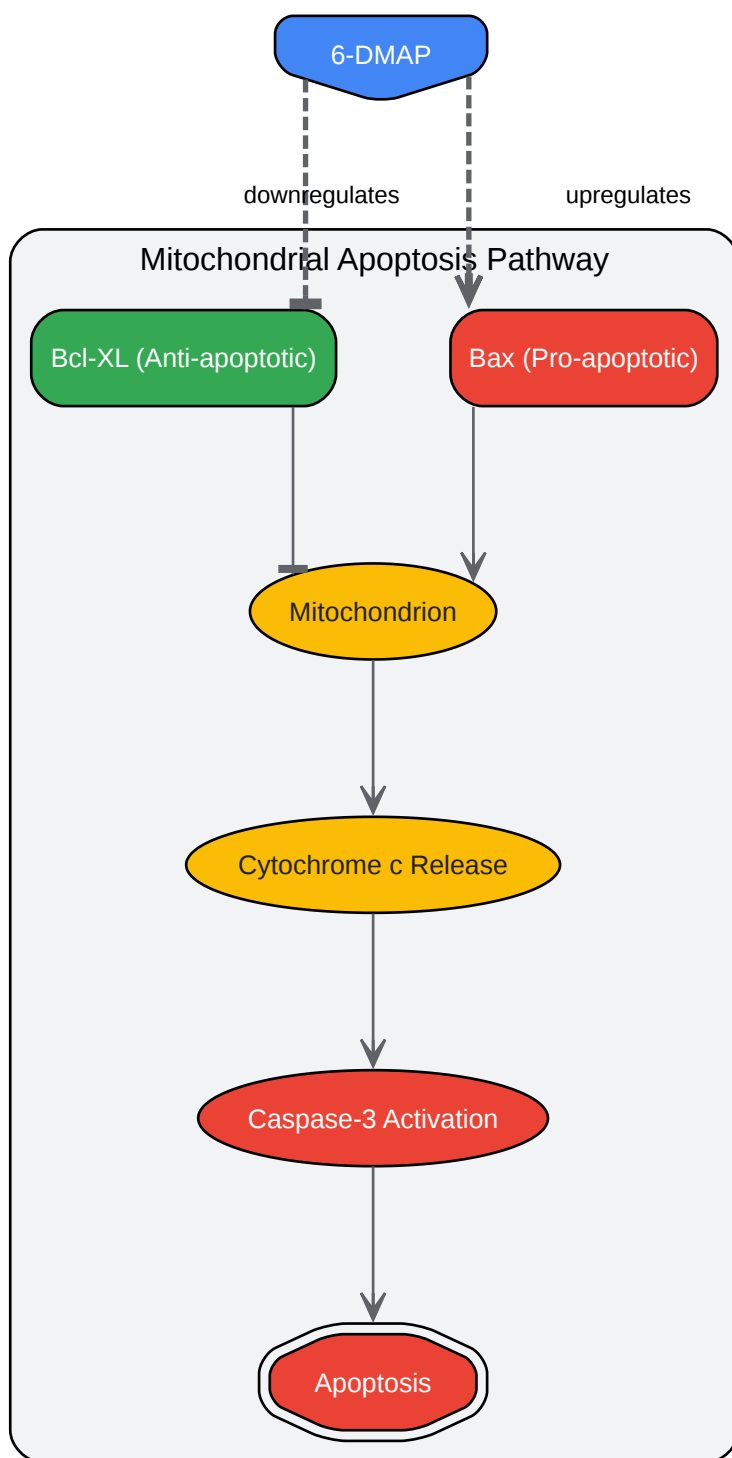 6-DMAP
downregulates
upregulates
Mitochondrial Apoptosis Pathway
Bcl-XL (Anti-apoptotic)
Bax (Pro-apoptotic)
Mitochondrion
Cytochrome c Release
Caspase-3 Activation
Apoptosis